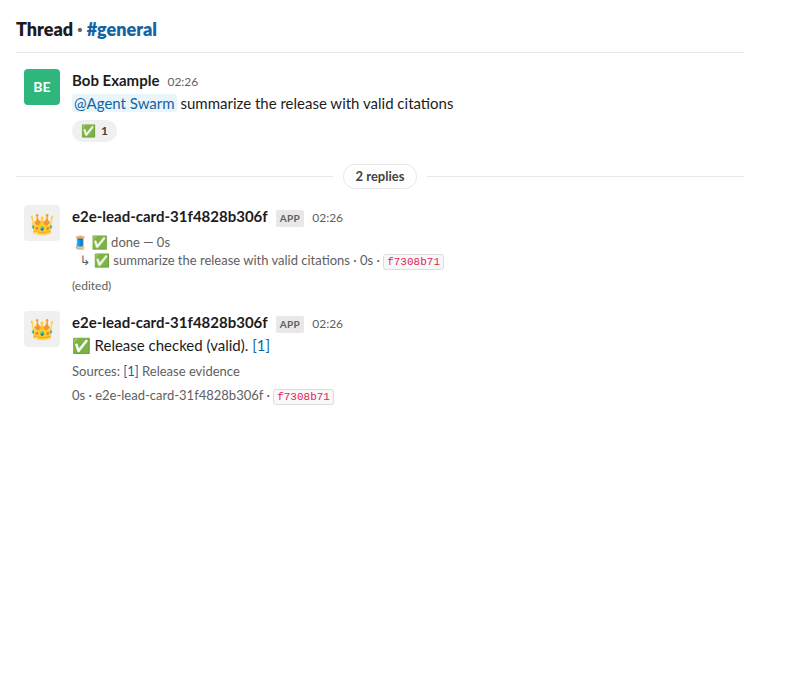 Thread • #general
BE
Bob Example 02:26
@Agent Swarm summarize the release with valid citations
✅ 1
2 replies
e2e-lead-card-31f4828b306f APP 02:26
🧵 ✅ done — 0s
↳ ✅ summarize the release with valid citations · 0s · f7308b71
(edited)
e2e-lead-card-31f4828b306f APP 02:26
✅ Release checked (valid). [1]
Sources: [1] Release evidence
0s · e2e-lead-card-31f4828b306f · f7308b71